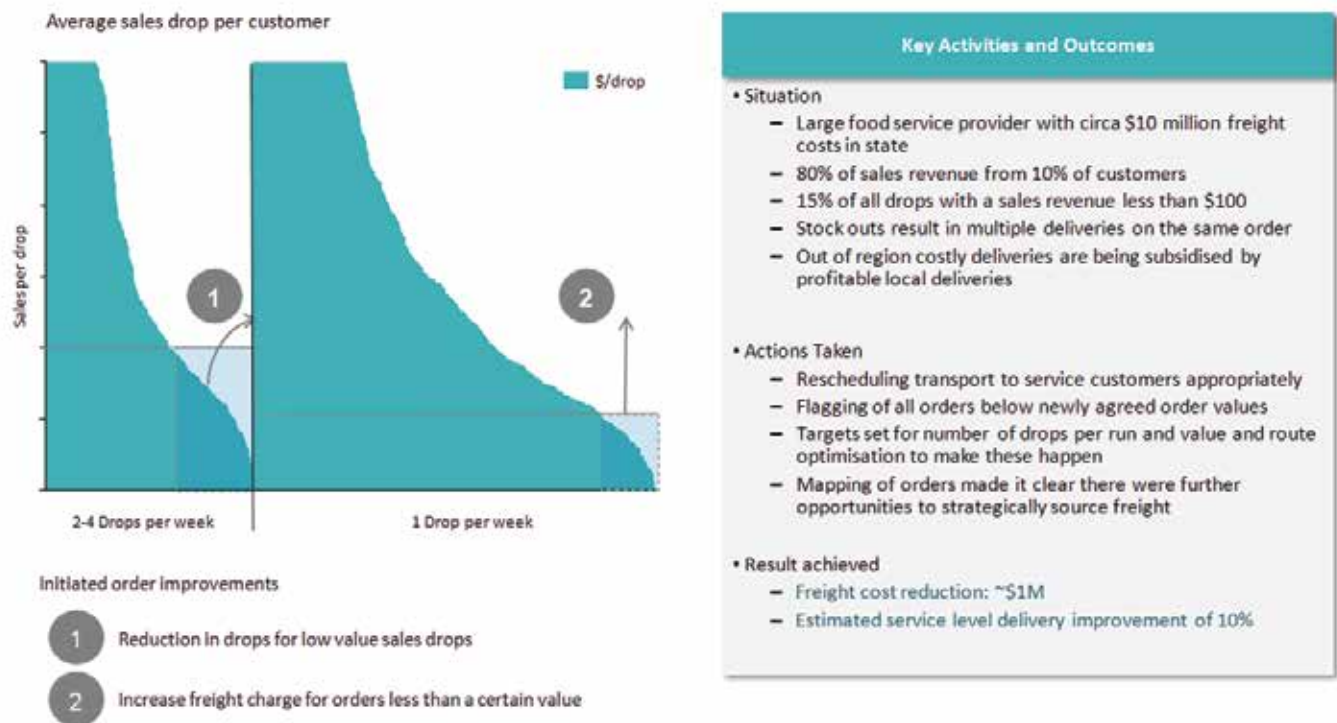 Average sales drop per customer
$/drop
Sales per drop
1
2
2-4 Drops per week
1 Drop per week
Initiated order improvements
1 Reduction in drops for low value sales drops
2 Increase freight charge for orders less than a certain value
Key Activities and Outcomes
• Situation
– Large food service provider with circa $10 million freight
costs in state
– 80% of sales revenue from 10% of customers
– 15% of all drops with a sales revenue less than $100
– Stock outs result in multiple deliveries on the same order
– Out of region costly deliveries are being subsidised by
profitable local deliveries
• Actions Taken
– Rescheduling transport to service customers appropriately
– Flagging of all orders below newly agreed order values
– Targets set for number of drops per run and value and route
optimisation to make these happen
– Mapping of orders made it clear there were further
opportunities to strategically source freight
• Result achieved
– Freight cost reduction: ~$1M
– Estimated service level delivery improvement of 10%